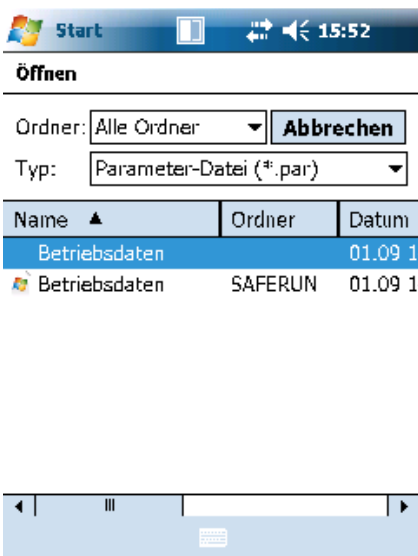 Start 15:52
Öffnen
Ordner: Alle Ordner Abbrechen
Typ: Parameter-Datei (*.par)
Name Ordner Datum
Betriebsdaten 01.09 1
Betriebsdaten SAFERUN 01.09 1